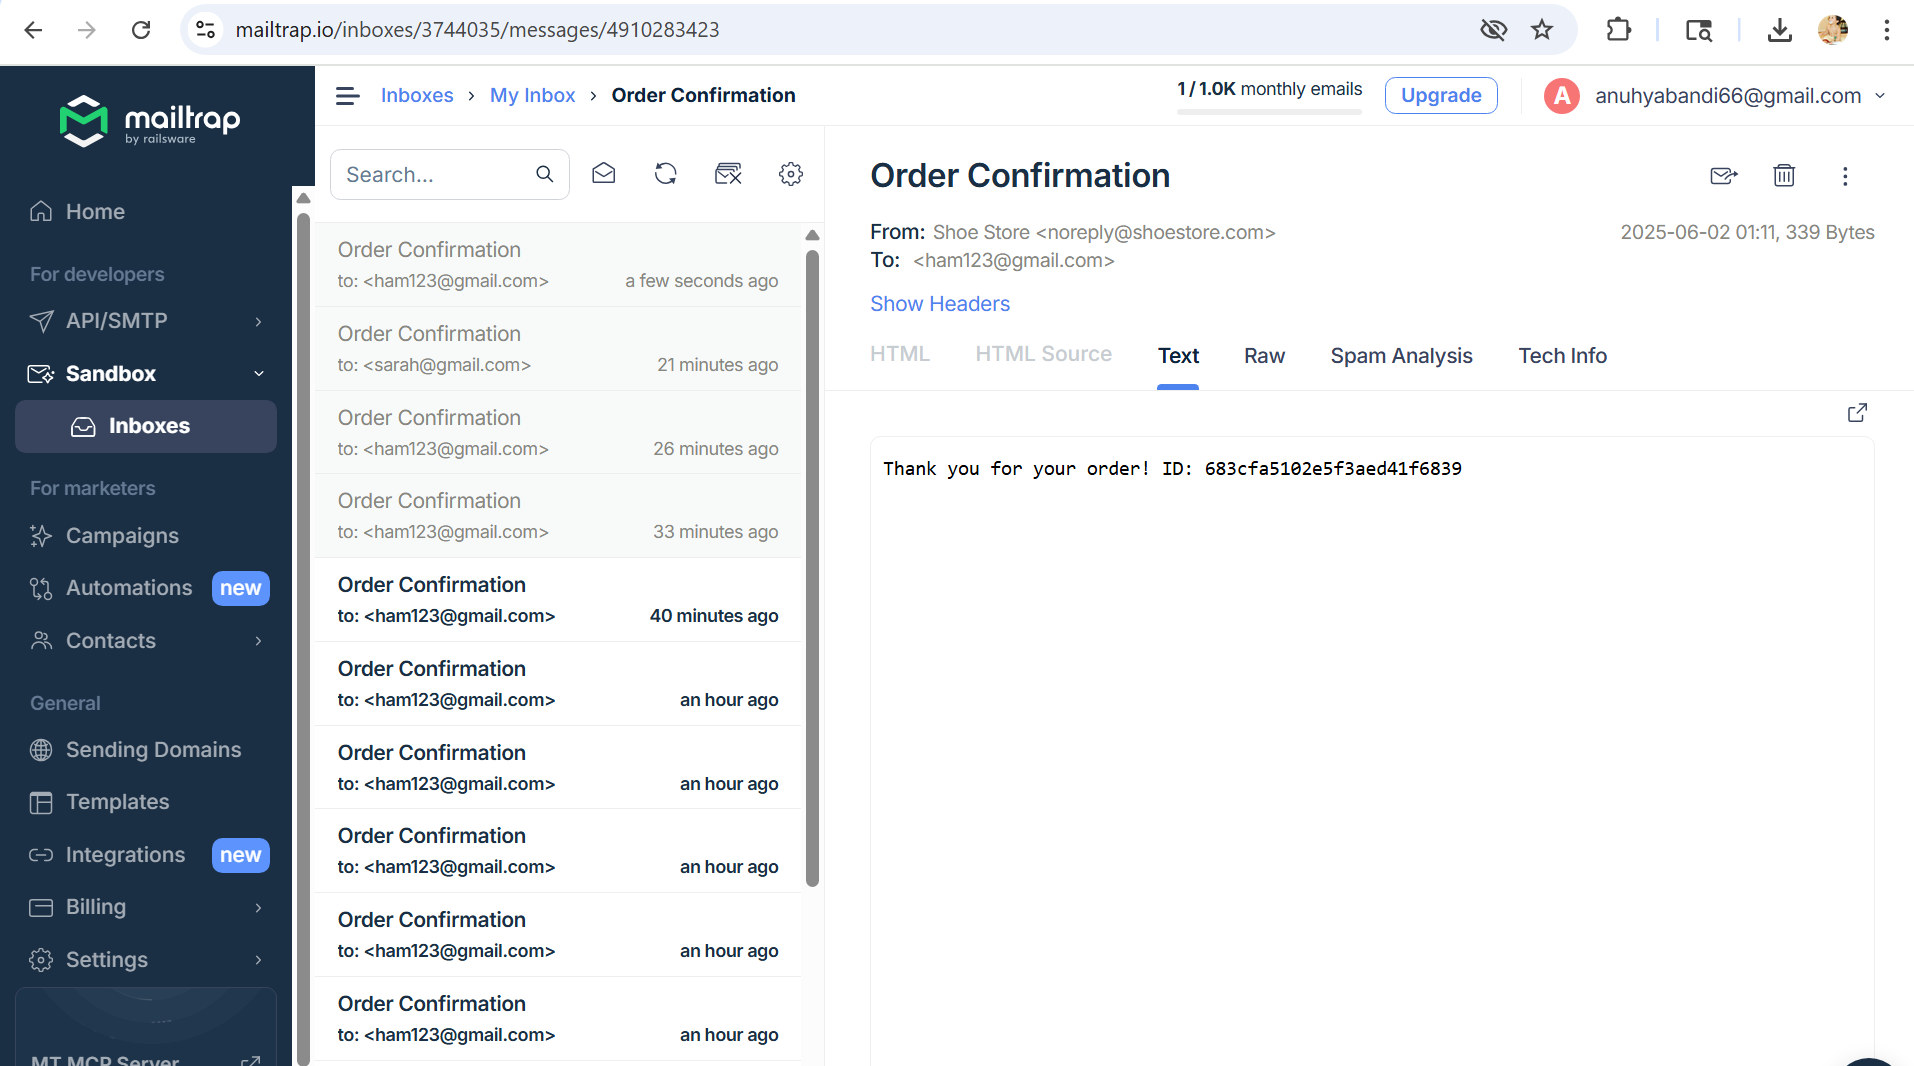 mailtrap.io/inboxes/3744035/messages/4910283423
mailtrap
by railsware
Home
For developers
API/SMTP
Sandbox
Inboxes
For marketers
Campaigns
Automations new
Contacts
General
Sending Domains
Templates
Integrations new
Billing
Settings
MT MCP Server
Inboxes › My Inbox › Order Confirmation
1 / 1.0K monthly emails
Upgrade
A
anuhyabandi66@gmail.com
Search...
Order Confirmation
to: <ham123@gmail.com> a few seconds ago
Order Confirmation
to: <sarah@gmail.com> 21 minutes ago
Order Confirmation
to: <ham123@gmail.com> 26 minutes ago
Order Confirmation
to: <ham123@gmail.com> 33 minutes ago
Order Confirmation
to: <ham123@gmail.com> 40 minutes ago
Order Confirmation
to: <ham123@gmail.com> an hour ago
Order Confirmation
to: <ham123@gmail.com> an hour ago
Order Confirmation
to: <ham123@gmail.com> an hour ago
Order Confirmation
to: <ham123@gmail.com> an hour ago
Order Confirmation
to: <ham123@gmail.com> an hour ago
Order Confirmation
From: Shoe Store <noreply@shoestore.com> 2025-06-02 01:11, 339 Bytes
To: <ham123@gmail.com>
Show Headers
HTML HTML Source Text Raw Spam Analysis Tech Info
Thank you for your order! ID: 683cfa5102e5f3aed41f6839